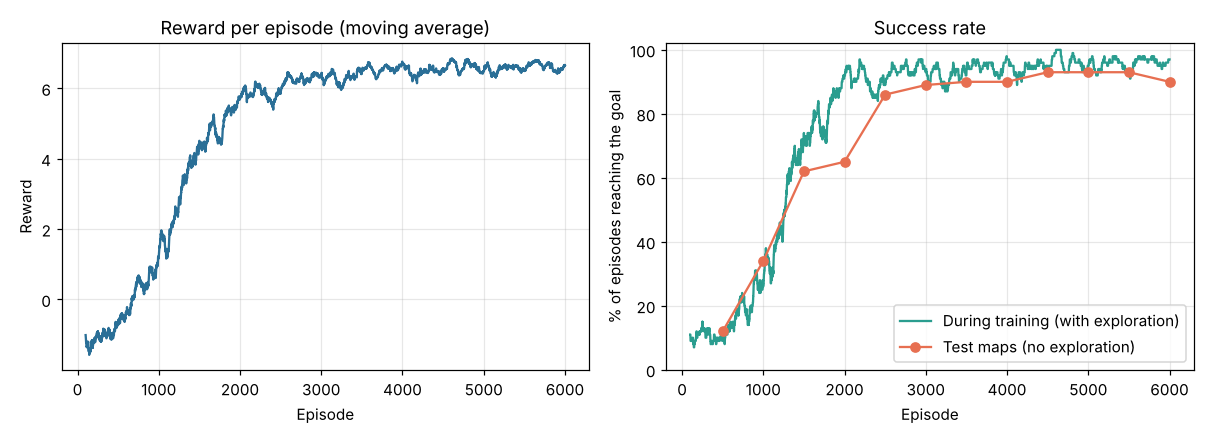 Reward per episode (moving average)
Reward
6
4
2
0
0 1000 2000 3000 4000 5000 6000
Episode
Success rate
% of episodes reaching the goal
100
80
60
40
20
0
During training (with exploration)
Test maps (no exploration)
0 1000 2000 3000 4000 5000 6000
Episode